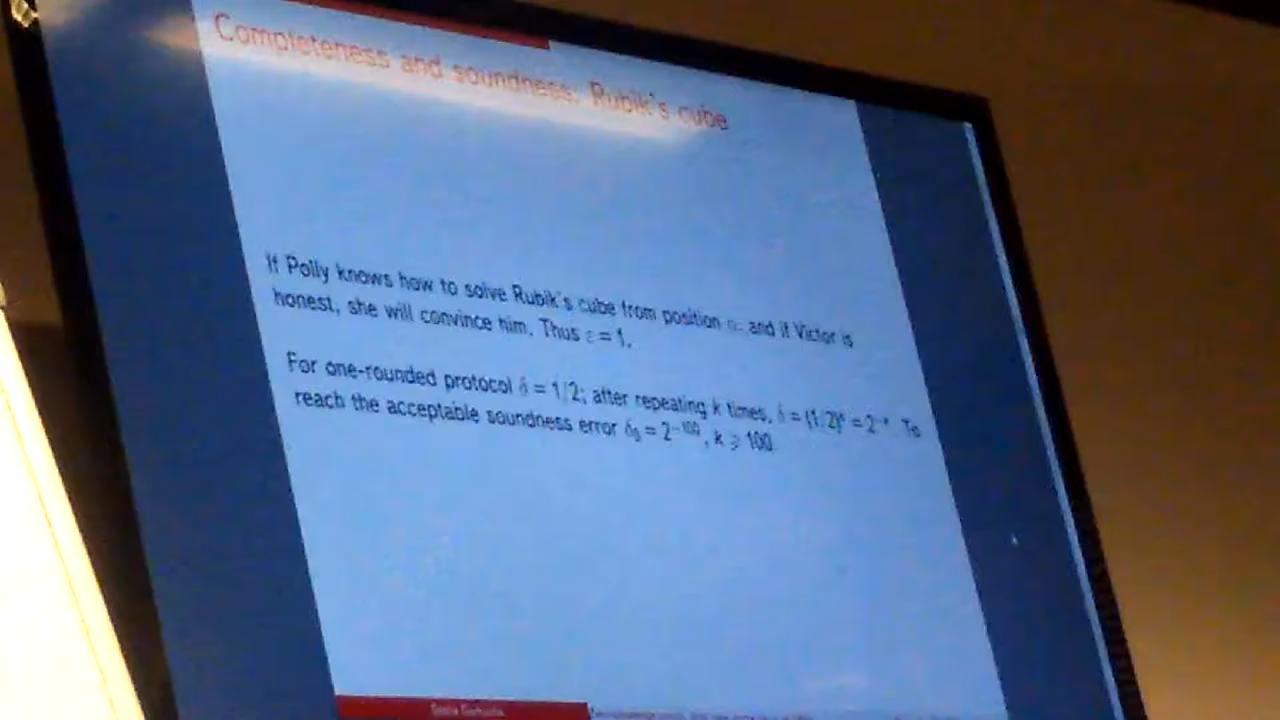 Completeness and soundness. Rubik's cube
If Polly knows how to solve Rubik's cube from position and if Victor is
honest, she will convince him. Thus ε = 1.
For one-rounded protocol δ = 1/2; after repeating k times, δ = (1/2)ᵏ = 2⁻ᵏ. To
reach the acceptable soundness error δ₀ = 2⁻¹⁰⁰, k ⩾ 100.